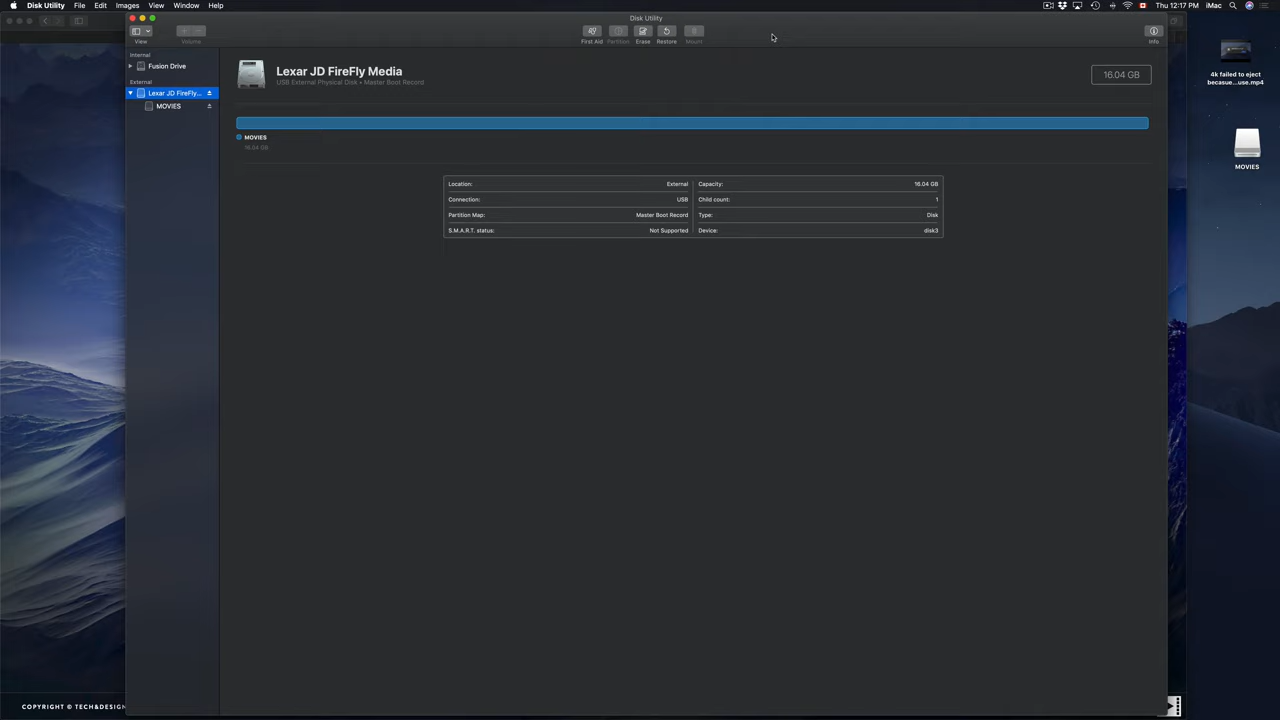 Disk Utility File Edit Images View Window Help Thu 12:17 PM iMac
Disk Utility
View Volume First Aid Partition Erase Restore Mount Info
Internal
Fusion Drive
External
Lexar JD FireFly...
MOVIES
Lexar JD FireFly Media
USB External Physical Disk • Master Boot Record
16.04 GB
MOVIES
16.04 GB
Location: External Capacity: 16.04 GB
Connection: USB Child count: 1
Partition Map: Master Boot Record Type: Disk
S.M.A.R.T. status: Not Supported Device: disk3
4k failed to eject
becasue...use.mp4
MOVIES
COPYRIGHT © TECH&DESIGN